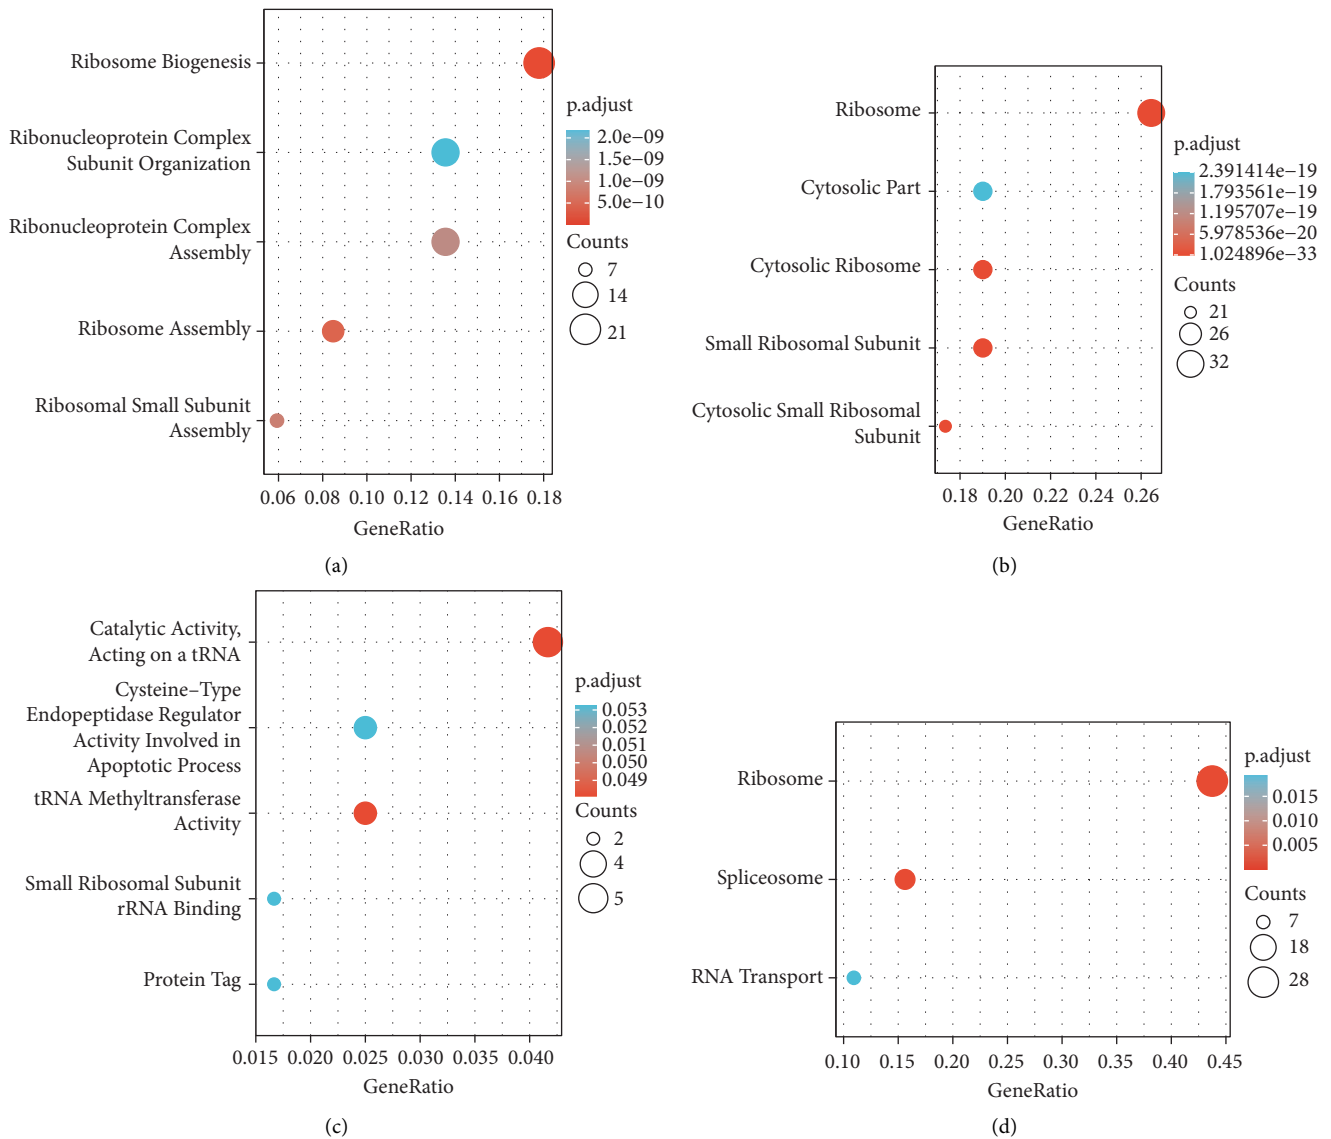 Ribosome Biogenesis
Ribonucleoprotein Complex
Subunit Organization
Ribonucleoprotein Complex
Assembly
Ribosome Assembly
Ribosomal Small Subunit
Assembly
0.06 0.08 0.10 0.12 0.14 0.16 0.18
GeneRatio
p.adjust
2.0e−09
1.5e−09
1.0e−09
5.0e−10
Counts
7
14
21
(a)
Ribosome
Cytosolic Part
Cytosolic Ribosome
Small Ribosomal Subunit
Cytosolic Small Ribosomal
Subunit
0.18 0.20 0.22 0.24 0.26
GeneRatio
p.adjust
2.391414e−19
1.793561e−19
1.195707e−19
5.978536e−20
1.024896e−33
Counts
21
26
32
(b)
Catalytic Activity,
Acting on a tRNA
Cysteine−Type
Endopeptidase Regulator
Activity Involved in
Apoptotic Process
tRNA Methyltransferase
Activity
Small Ribosomal Subunit
rRNA Binding
Protein Tag
0.015 0.020 0.025 0.030 0.035 0.040
GeneRatio
p.adjust
0.053
0.052
0.051
0.050
0.049
Counts
2
4
5
(c)
Ribosome
Spliceosome
RNA Transport
0.10 0.15 0.20 0.25 0.30 0.35 0.40 0.45
GeneRatio
p.adjust
0.015
0.010
0.005
Counts
7
18
28
(d)